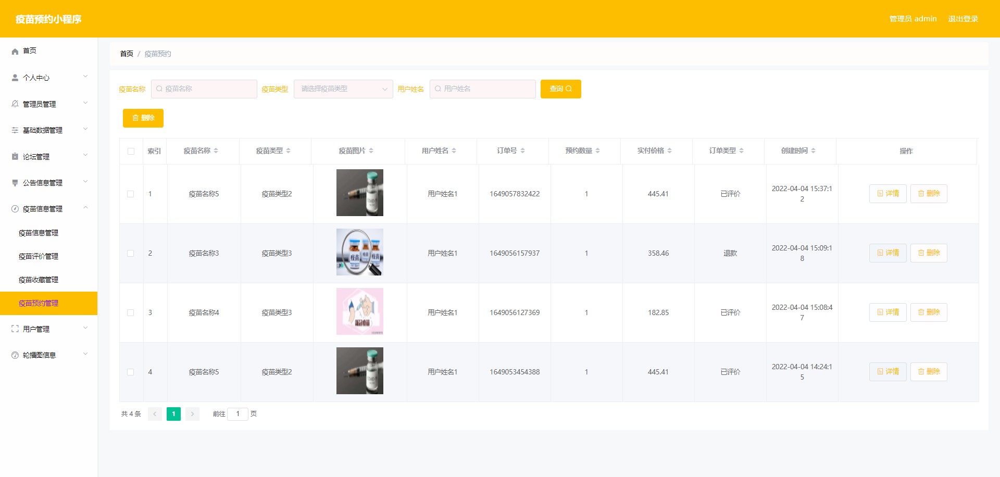 疫苗预约小程序
管理员 admin 退出登录
首页
个人中心
管理员管理
基础数据管理
论坛管理
公告信息管理
疫苗信息管理
疫苗信息管理
疫苗评价管理
疫苗收藏管理
疫苗预约管理
用户管理
轮播图信息
首页 / 疫苗预约
疫苗名称 疫苗名称 疫苗类型 请选择疫苗类型 用户姓名 用户姓名 查询
删除
索引 疫苗名称 疫苗类型 疫苗图片 用户姓名 订单号 预约数量 实付价格 订单类型 创建时间 操作
1 疫苗名称5 疫苗类型2 用户姓名1 1649057832422 1 445.41 已评价 2022-04-04 15:37:12 详情 删除
COVID-19
2 疫苗名称3 疫苗类型3 用户姓名1 1649056157937 1 358.46 退款 2022-04-04 15:09:18 详情 删除
疫苗 疫苗 疫苗
3 疫苗名称4 疫苗类型3 用户姓名1 1649056127369 1 182.85 已评价 2022-04-04 15:08:47 详情 删除
新冠疫苗
4 疫苗名称5 疫苗类型2 用户姓名1 1649053454388 1 445.41 已评价 2022-04-04 14:24:15 详情 删除
COVID-19
共 4 条 1 前往 1 页